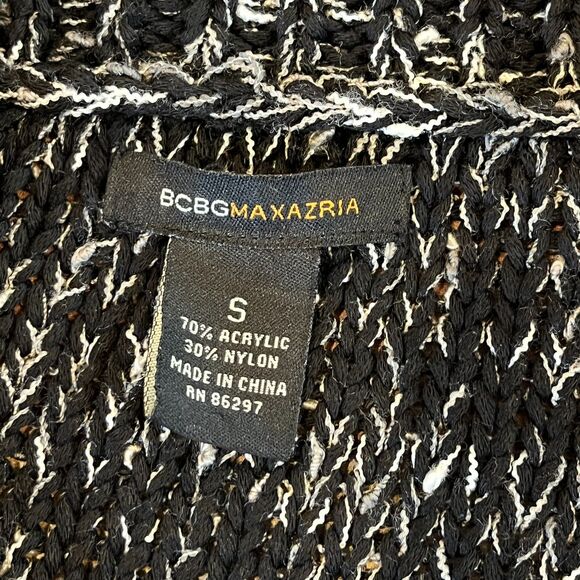 BCBGMAXAZRIA
S
70% ACRYLIC
30% NYLON
MADE IN CHINA
RN 86297